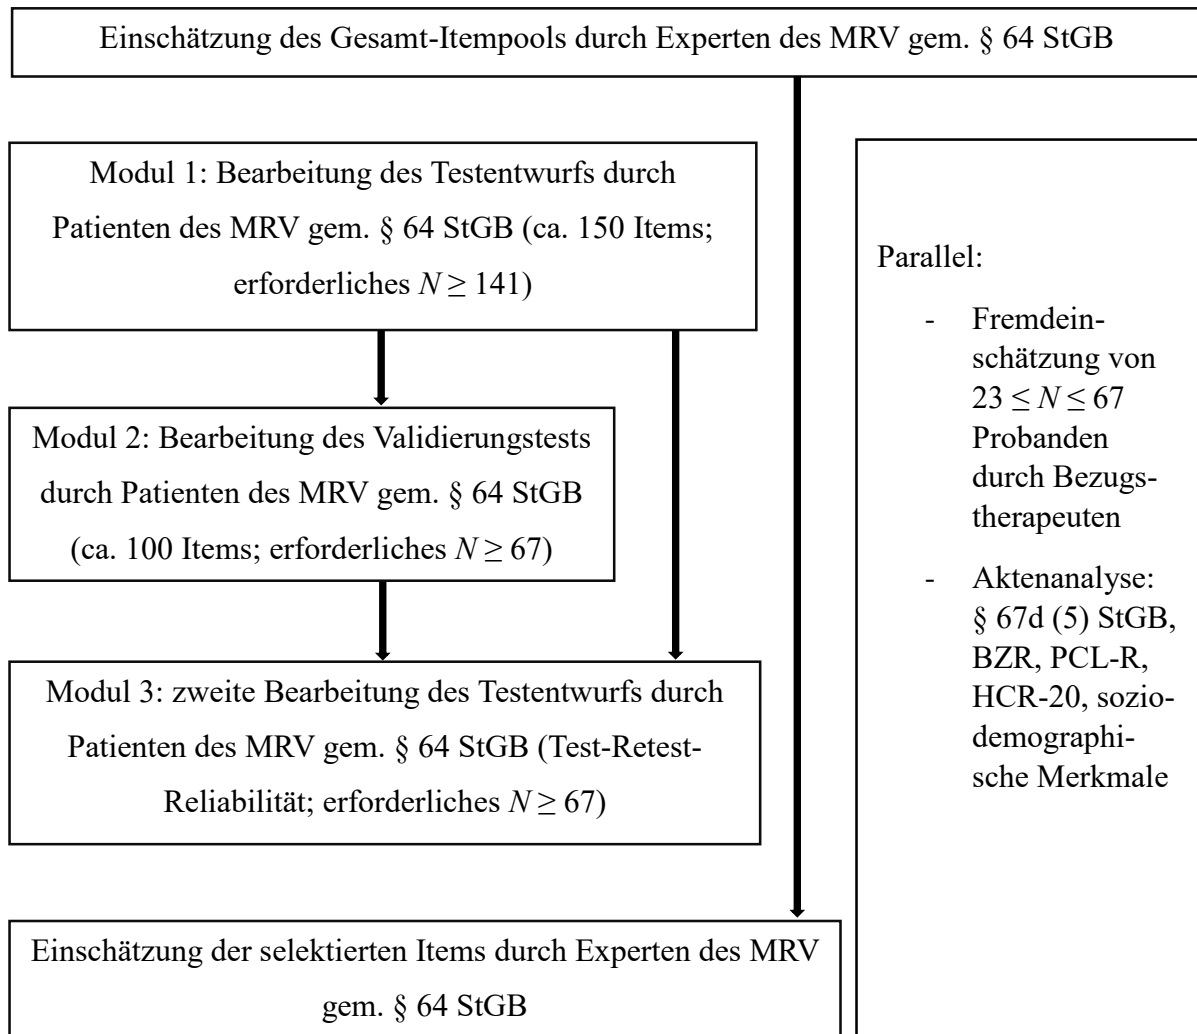 Einschätzung des Gesamt-Itempools durch Experten des MRV gem. § 64 StGB
Modul 1: Bearbeitung des Testentwurfs durch
Patienten des MRV gem. § 64 StGB (ca. 150 Items;
erforderliches N ≥ 141)
Modul 2: Bearbeitung des Validierungstests
durch Patienten des MRV gem. § 64 StGB
(ca. 100 Items; erforderliches N ≥ 67)
Modul 3: zweite Bearbeitung des Testentwurfs durch
Patienten des MRV gem. § 64 StGB (Test-Retest-
Reliabilität; erforderliches N ≥ 67)
Einschätzung der selektierten Items durch Experten des MRV
gem. § 64 StGB
Parallel:
- Fremdein-
schätzung von
23 ≤ N ≤ 67
Probanden
durch Bezugs-
therapeuten
- Aktenanalyse:
§ 67d (5) StGB,
BZR, PCL-R,
HCR-20, sozio-
demographi-
sche Merkmale